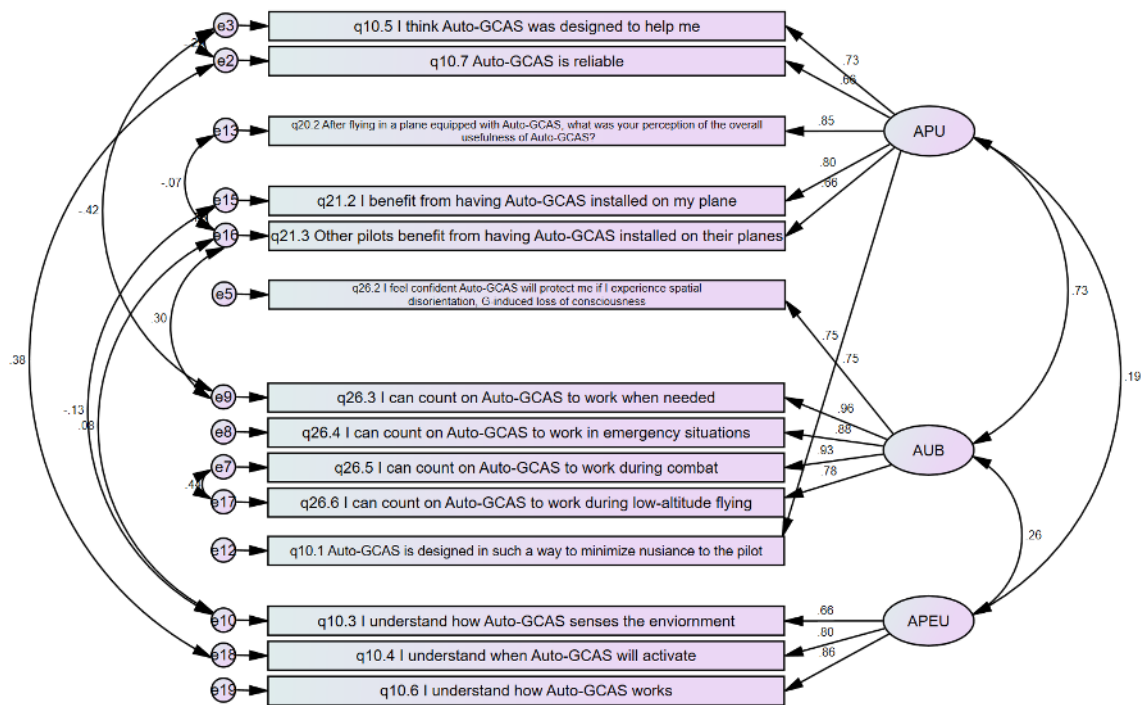 e3
q10.5 I think Auto-GCAS was designed to help me
e2
q10.7 Auto-GCAS is reliable
.73
.66
e13
q20.2 After flying in a plane equipped with Auto-GCAS, what was your perception of the overall
usefulness of Auto-GCAS?
.85
APU
-.07
.80
.66
e15
q21.2 I benefit from having Auto-GCAS installed on my plane
-.42
e16
q21.3 Other pilots benefit from having Auto-GCAS installed on their planes
e5
q26.2 I feel confident Auto-GCAS will protect me if I experience spatial
disorientation, G-induced loss of consciousness
.73
.30
.75
.75
.38
.19
-.13
.08
e9
q26.3 I can count on Auto-GCAS to work when needed
.96
e8
q26.4 I can count on Auto-GCAS to work in emergency situations
.88
AUB
e7
q26.5 I can count on Auto-GCAS to work during combat
.93
.78
.44
e17
q26.6 I can count on Auto-GCAS to work during low-altitude flying
e12
q10.1 Auto-GCAS is designed in such a way to minimize nusiance to the pilot
.26
e10
q10.3 I understand how Auto-GCAS senses the enviornment
.66
APEU
e18
q10.4 I understand when Auto-GCAS will activate
.80
.86
e19
q10.6 I understand how Auto-GCAS works